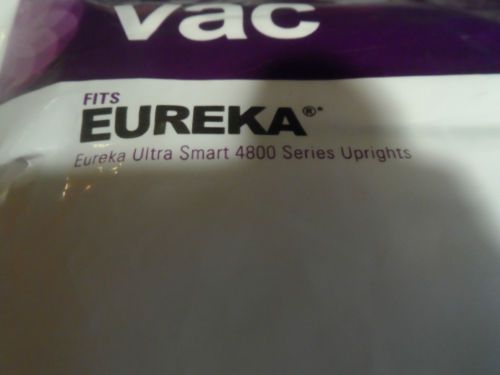 vac
FITS
EUREKA®*
Eureka Ultra Smart 4800 Series Uprights